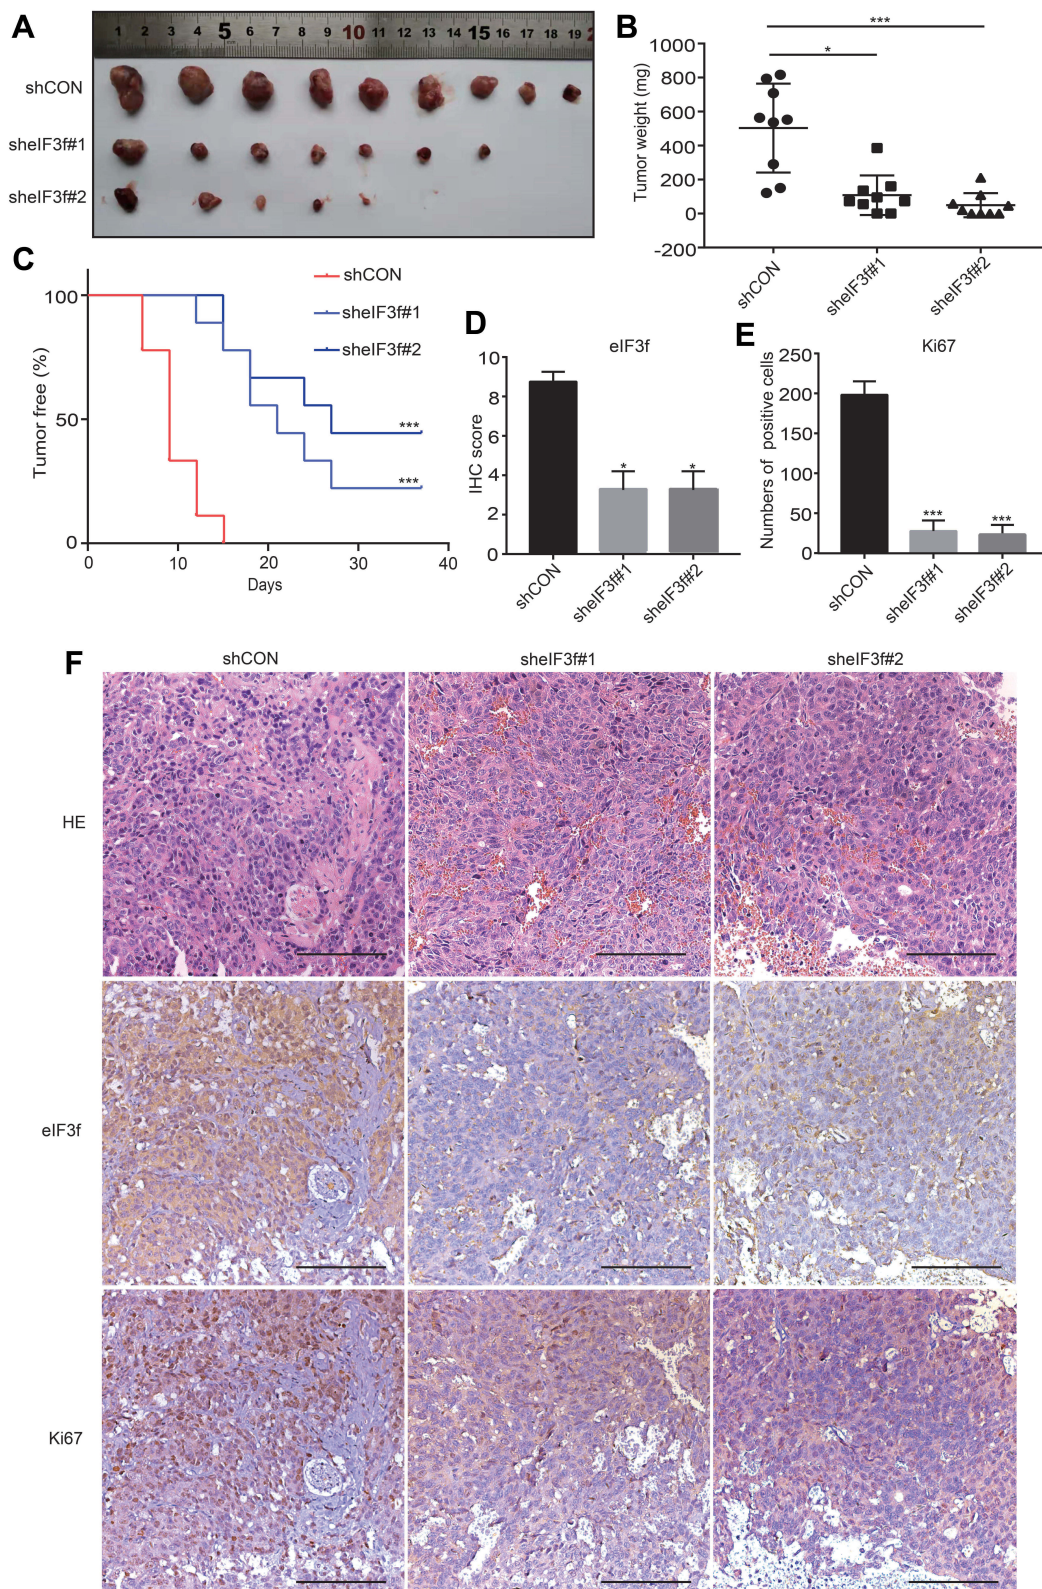 A
1 2 3 4 5 6 7 8 9 10 11 12 13 14 15 16 17 18 19 2
shCON
sheIF3f#1
sheIF3f#2
B
***
*
Tumor weight (mg)
1000
800
600
400
200
0
-200
shCON
sheIF3f#1
sheIF3f#2
C
shCON
sheIF3f#1
sheIF3f#2
Tumor free (%)
100
50
0
***
***
0 10 20 30 40
Days
D
eIF3f
IHC score
10
8
6
4
2
0
* *
shCON
sheIF3f#1
sheIF3f#2
E
Ki67
Numbers of positive cells
250
200
150
100
50
0
*** ***
shCON
sheIF3f#1
sheIF3f#2
F
shCON sheIF3f#1 sheIF3f#2
HE
eIF3f
Ki67